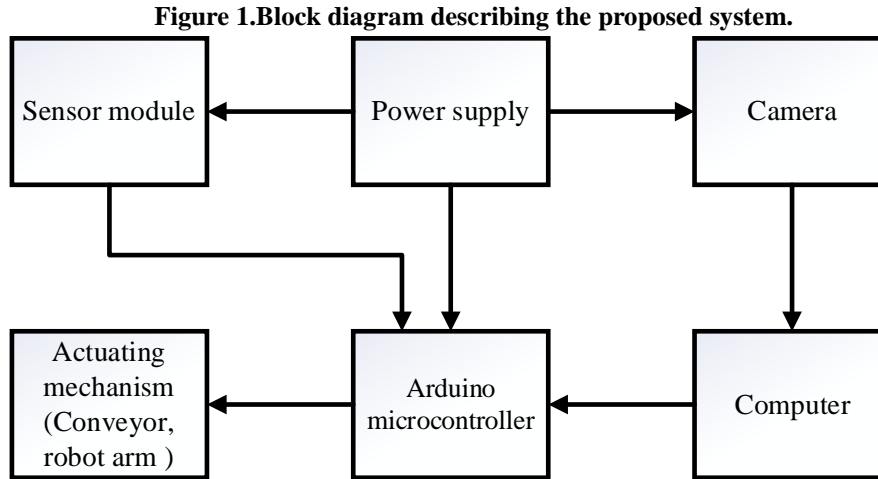 Figure 1.Block diagram describing the proposed system.
Sensor module
Power supply
Camera
Actuating
mechanism
(Conveyor,
robot arm )
Arduino
microcontroller
Computer